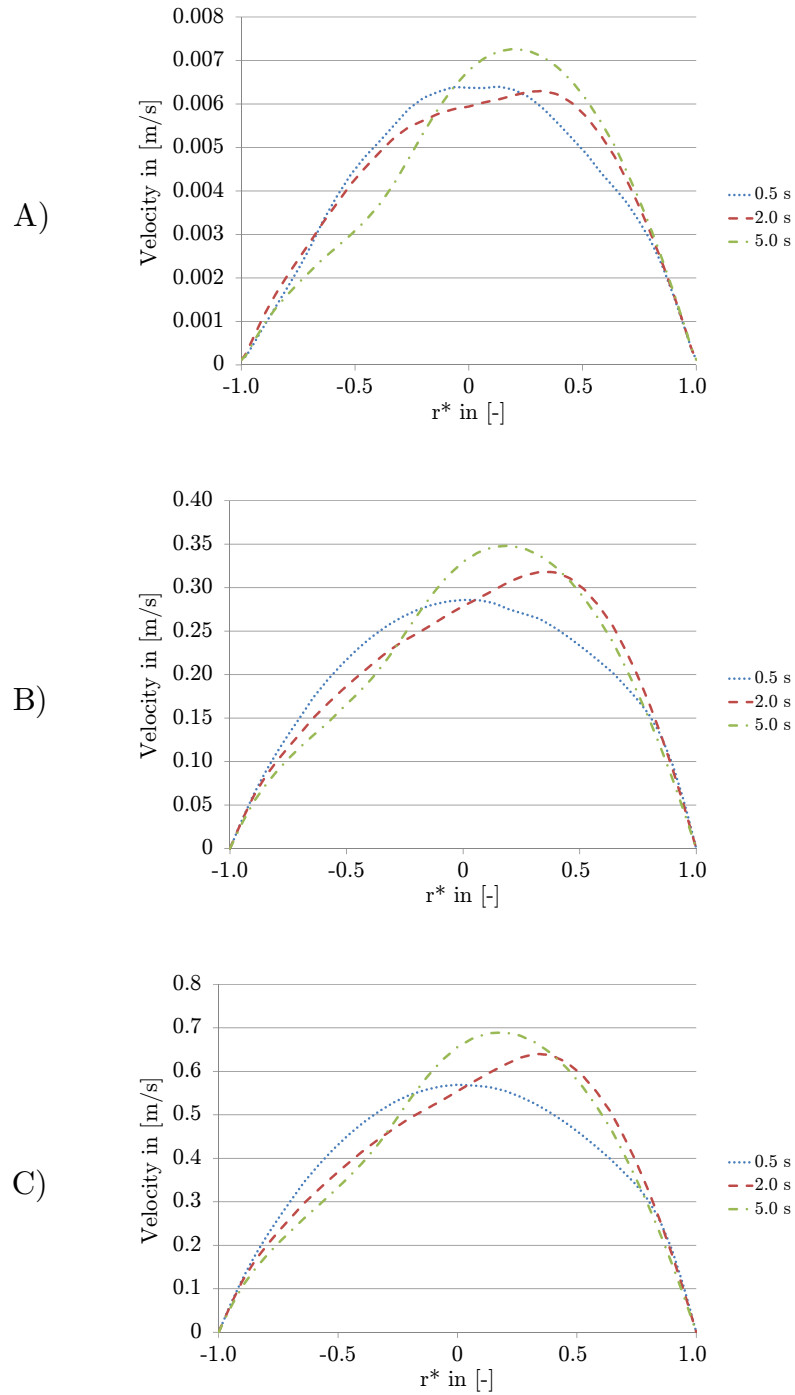 A)
Velocity in [m/s]
0.008
0.007
0.006
0.005
0.004
0.003
0.002
0.001
0
-1.0 -0.5 0 0.5 1.0
r* in [-]
0.5 s
2.0 s
5.0 s
B)
Velocity in [m/s]
0.40
0.35
0.30
0.25
0.20
0.15
0.10
0.05
0
-1.0 -0.5 0 0.5 1.0
r* in [-]
0.5 s
2.0 s
5.0 s
C)
Velocity in [m/s]
0.8
0.7
0.6
0.5
0.4
0.3
0.2
0.1
0
-1.0 -0.5 0 0.5 1.0
r* in [-]
0.5 s
2.0 s
5.0 s